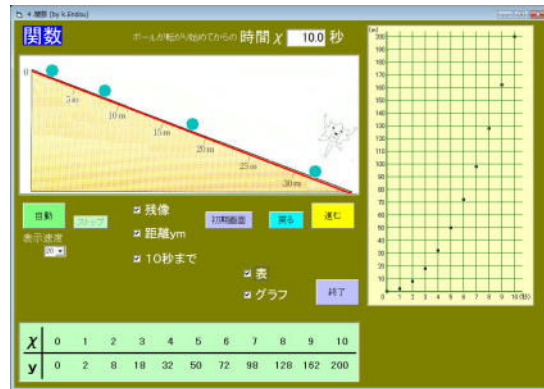 関数 (by k.Endou)
関数
ボールが転がり始めてからの 時間 χ 10.0 秒
0
5m
10m
15m
20m
25m
30m
自動
ストップ
表示速度
20
残像
距離ym
10秒まで
初期画面
戻る
進む
表
グラフ
終了
(m)
200
190
180
170
160
150
140
130
120
110
100
90
80
70
60
50
40
30
20
10
0 1 2 3 4 5 6 7 8 9 10 (秒)
χ 0 1 2 3 4 5 6 7 8 9 10
y 0 2 8 18 32 50 72 98 128 162 200